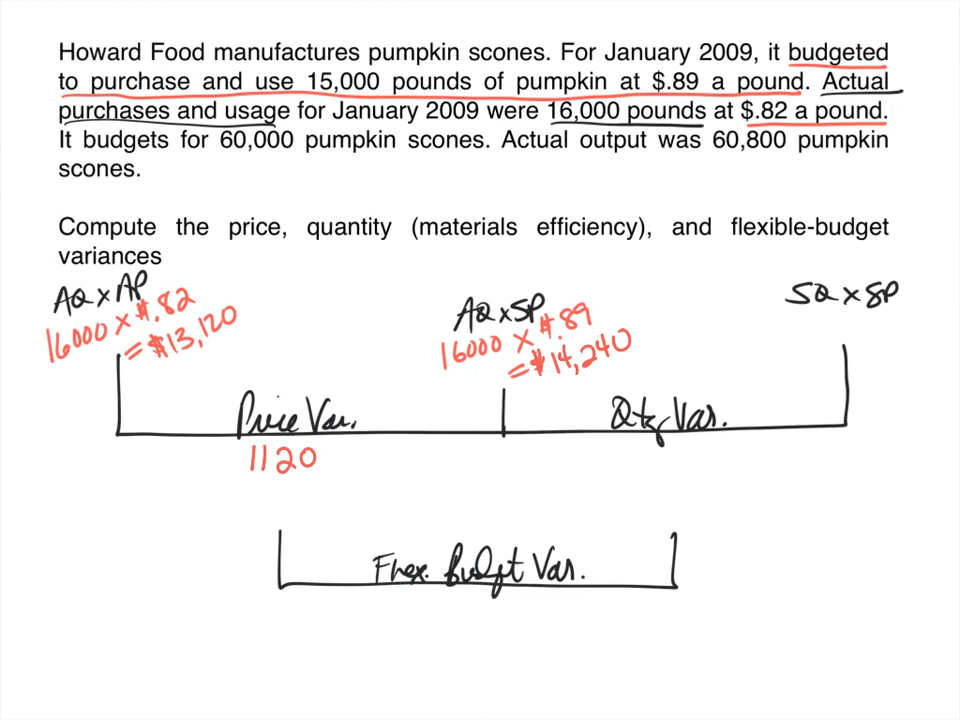 Howard Food manufactures pumpkin scones. For January 2009, it budgeted
to purchase and use 15,000 pounds of pumpkin at $.89 a pound. Actual
purchases and usage for January 2009 were 16,000 pounds at $.82 a pound.
It budgets for 60,000 pumpkin scones. Actual output was 60,800 pumpkin
scones.
Compute the price, quantity (materials efficiency), and flexible-budget
variances
AQ x AP
16000 x $.82
= $13,120
AQ x SP
16000 x $.89
= $14,240
SQ x SP
Price Var.
Qty Var.
1120
Flex. Budget Var.